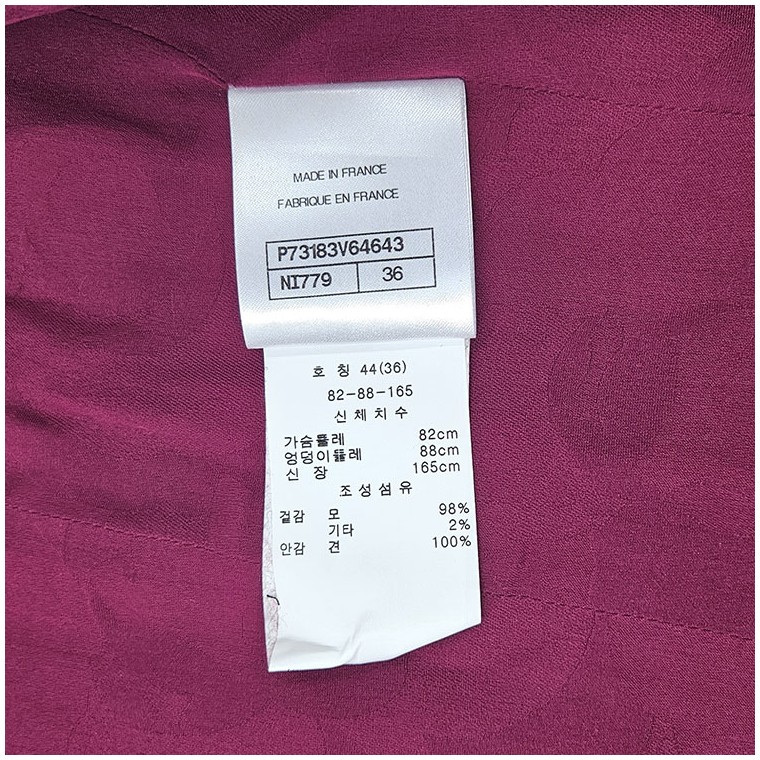 MADE IN FRANCE
FABRIQUE EN FRANCE
P73183V64643
NI779 36
호 칭 44(36)
82-88-165
신 체 치 수
가슴둘레 82cm
엉덩이둘레 88cm
신 장 165cm
조 성 섬 유
겉감 모 98%
기타 2%
안감 견 100%